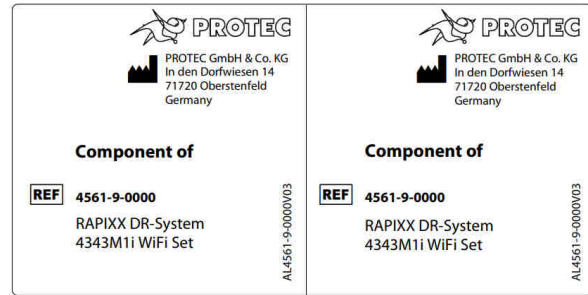 PROTEC
PROTEC GmbH & Co. KG
In den Dorfwiesen 14
71720 Oberstenfeld
Germany
Component of
REF 4561-9-0000
RAPIXX DR-System
4343M1i WiFi Set
AL4561-9-0000V03
PROTEC
PROTEC GmbH & Co. KG
In den Dorfwiesen 14
71720 Oberstenfeld
Germany
Component of
REF 4561-9-0000
RAPIXX DR-System
4343M1i WiFi Set
AL4561-9-0000V03